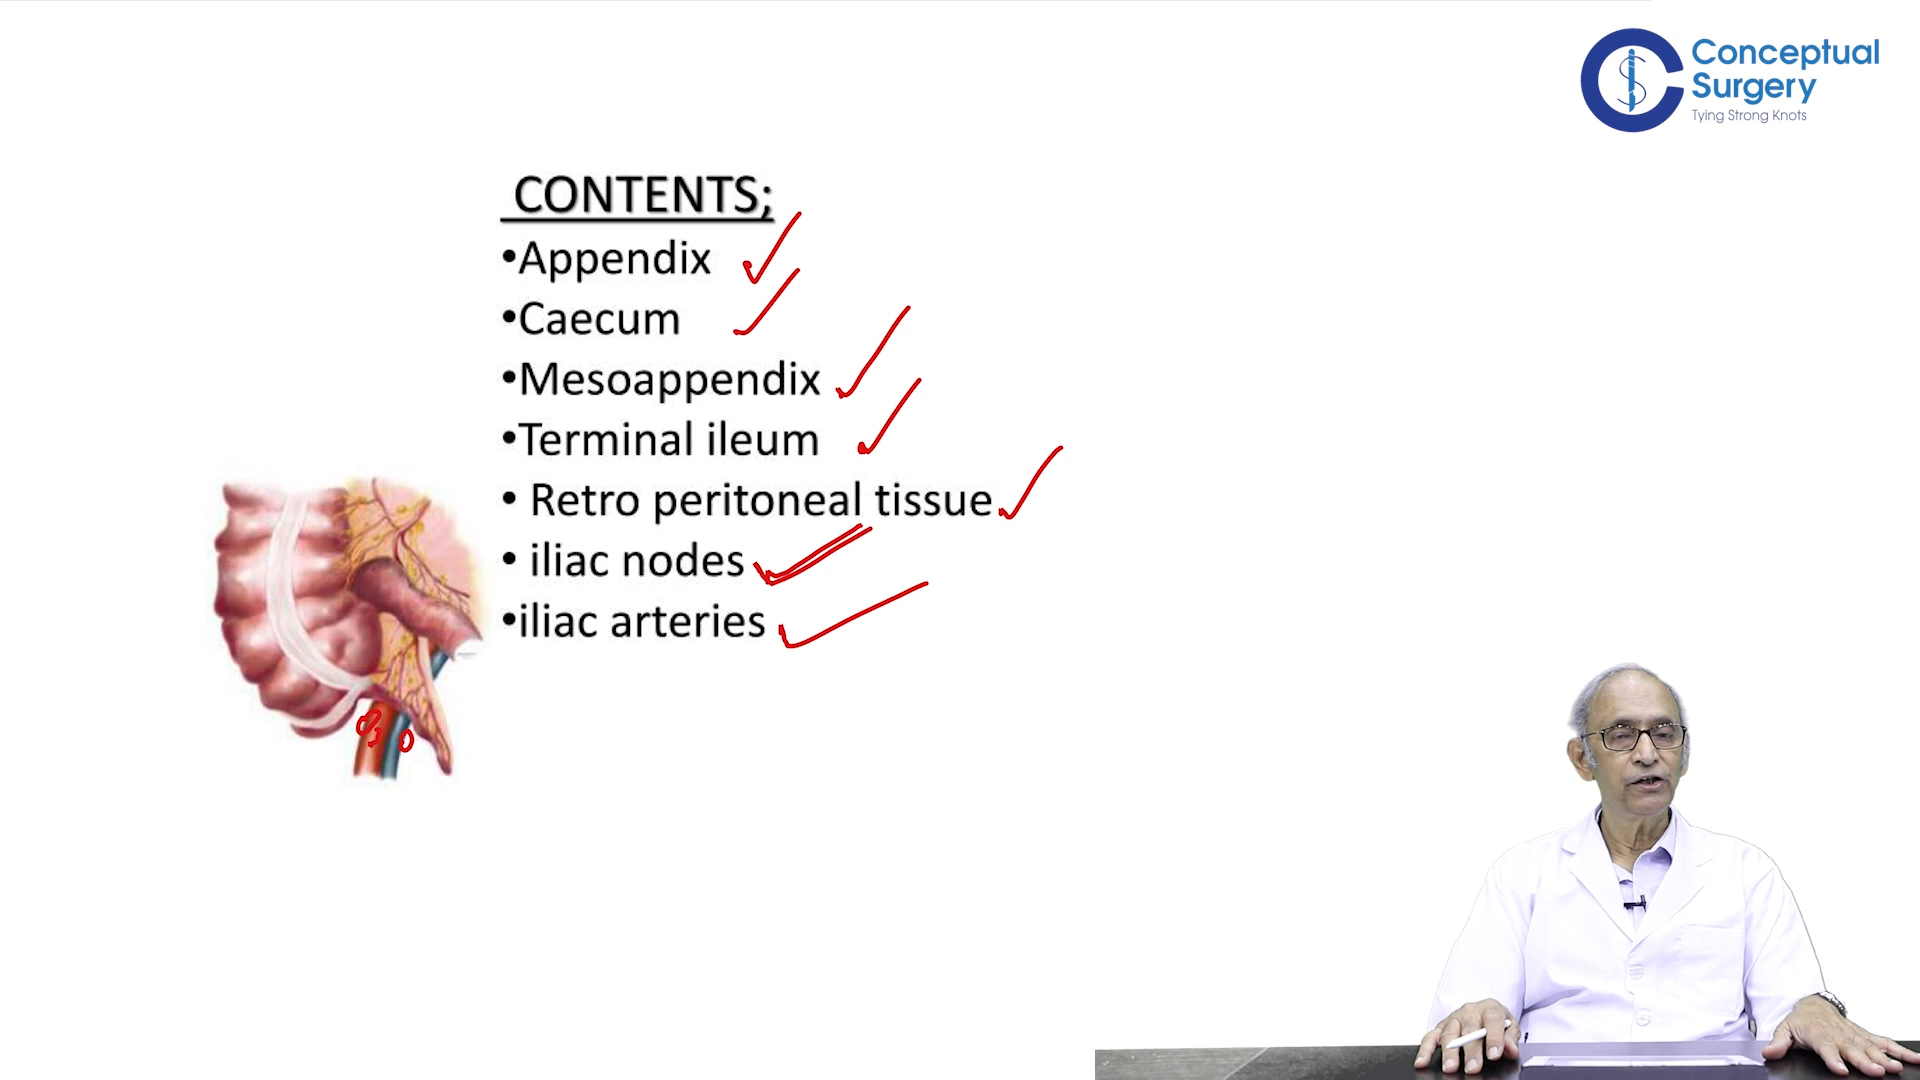 Conceptual
Surgery
Tying Strong Knots
CONTENTS;
•Appendix
•Caecum
•Mesoappendix
•Terminal ileum
• Retro peritoneal tissue
• iliac nodes
•iliac arteries